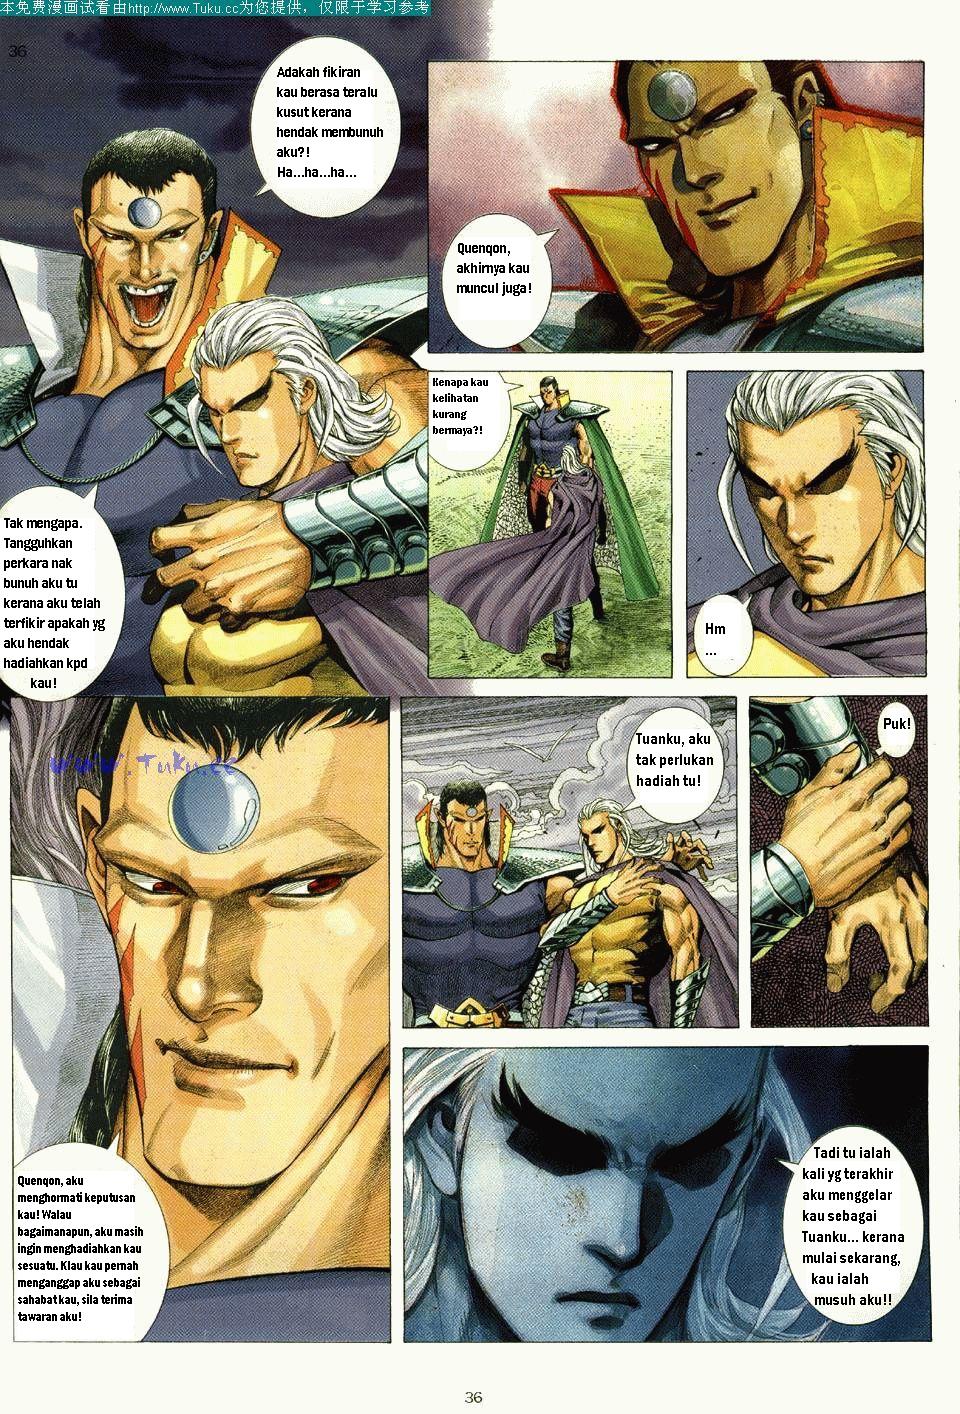 本免费漫画试看由http://www.Tuku.cc为您提供，仅限于学习参考
36
Adakah fikiran
kau berasa teralu
kusut kerana
hendak membunuh
aku?!
Ha...ha...ha...
Quenqon,
akhirnya kau
muncul juga!
Kenapa kau
kelihatan
kurang
bermaya?!
Hm
...
Tak mengapa.
Tangguhkan
perkara nak
bunuh aku tu
kerana aku telah
terfikir apakah yg
aku hendak
hadiahkan kpd
kau!
www.Tuku.cc
Tuanku, aku
tak perlukan
hadiah tu!
Puk!
Quenqon, aku
menghormati keputusan
kau! Walau
bagaimanapun, aku masih
ingin menghadiahkan kau
sesuatu. Klau kau pernah
menganggap aku sebagai
sahabat kau, sila terima
tawaran aku!
Tadi tu ialah
kali yg terakhir
aku menggelar
kau sebagai
Tuanku... kerana
mulai sekarang,
kau ialah
musuh aku!!
36